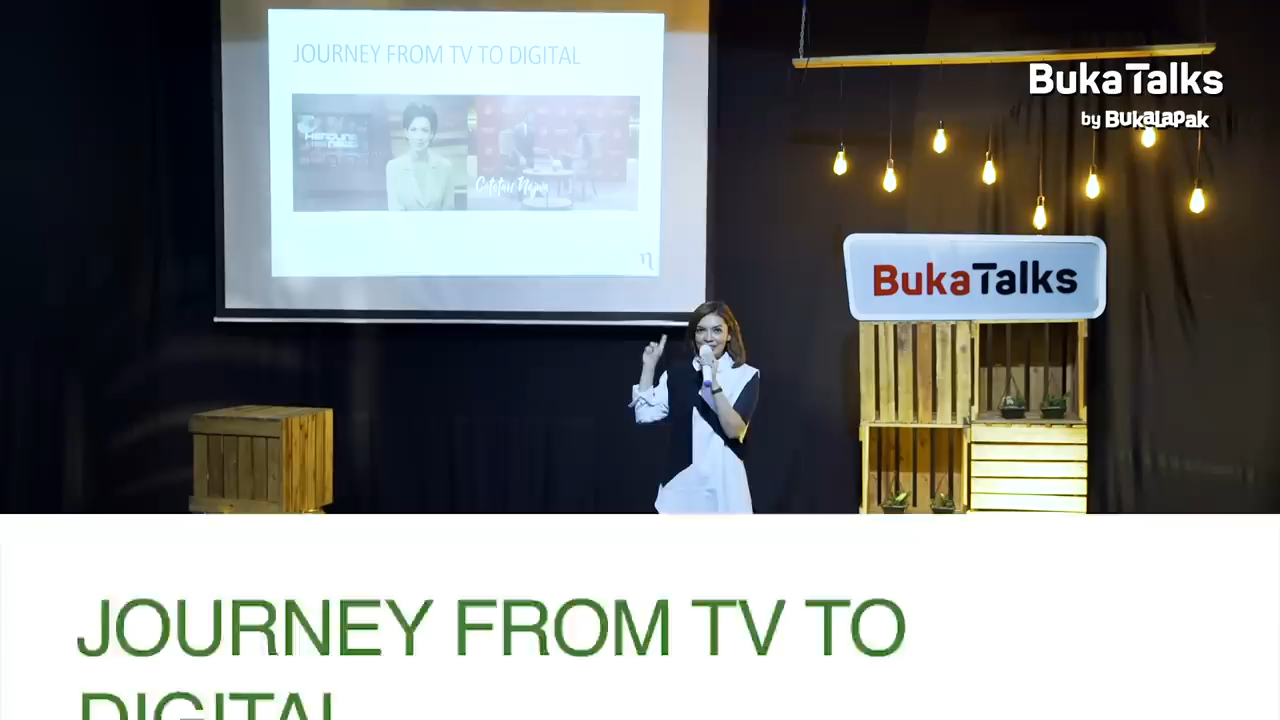 JOURNEY FROM TV TO DIGITAL
Catatan Najwa
η
BukaTalks
by BukalaPak
BukaTalks
JOURNEY FROM TV TO
DIGITAL